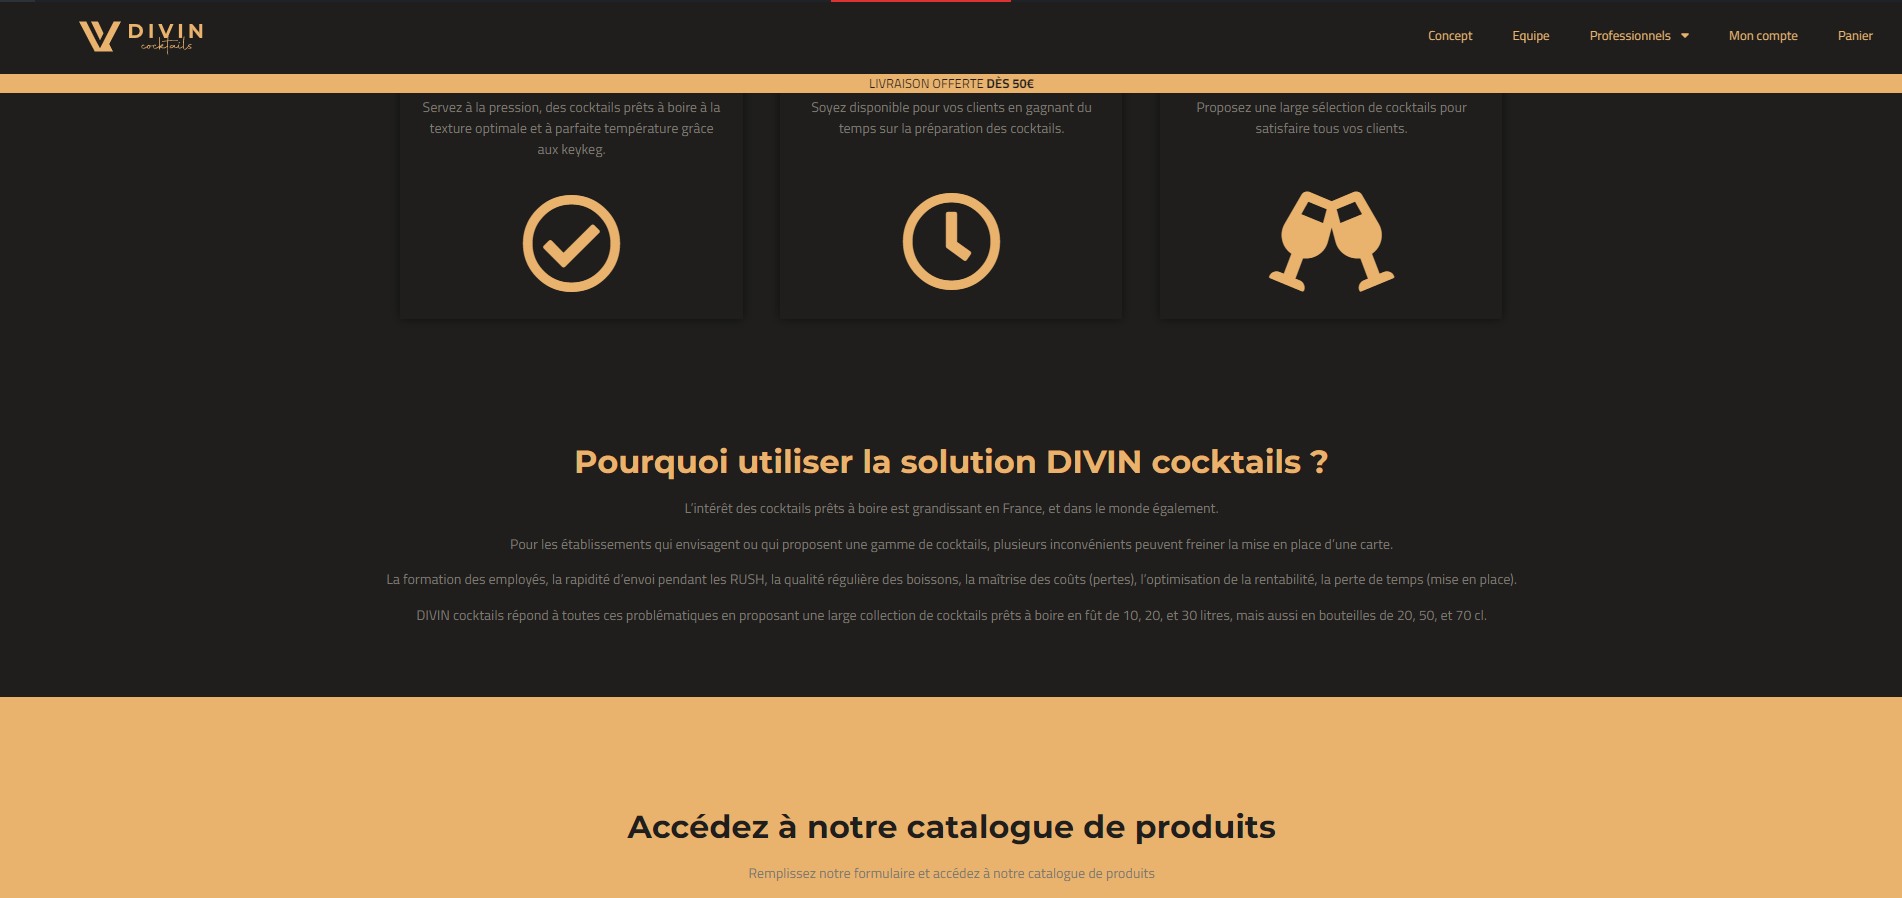 DIVIN
cocktails
Concept
Equipe
Professionnels
Mon compte
Panier
LIVRAISON OFFERTE DÈS 50€
Servez à la pression, des cocktails prêts à boire à la
texture optimale et à parfaite température grâce
aux keykeg.
Soyez disponible pour vos clients en gagnant du
temps sur la préparation des cocktails.
Proposez une large sélection de cocktails pour
satisfaire tous vos clients.
Pourquoi utiliser la solution DIVIN cocktails ?
L’intérêt des cocktails prêts à boire est grandissant en France, et dans le monde également.
Pour les établissements qui envisagent ou qui proposent une gamme de cocktails, plusieurs inconvénients peuvent freiner la mise en place d’une carte.
La formation des employés, la rapidité d’envoi pendant les RUSH, la qualité régulière des boissons, la maîtrise des coûts (pertes), l’optimisation de la rentabilité, la perte de temps (mise en place).
DIVIN cocktails répond à toutes ces problématiques en proposant une large collection de cocktails prêts à boire en fût de 10, 20, et 30 litres, mais aussi en bouteilles de 20, 50, et 70 cl.
Accédez à notre catalogue de produits
Remplissez notre formulaire et accédez à notre catalogue de produits